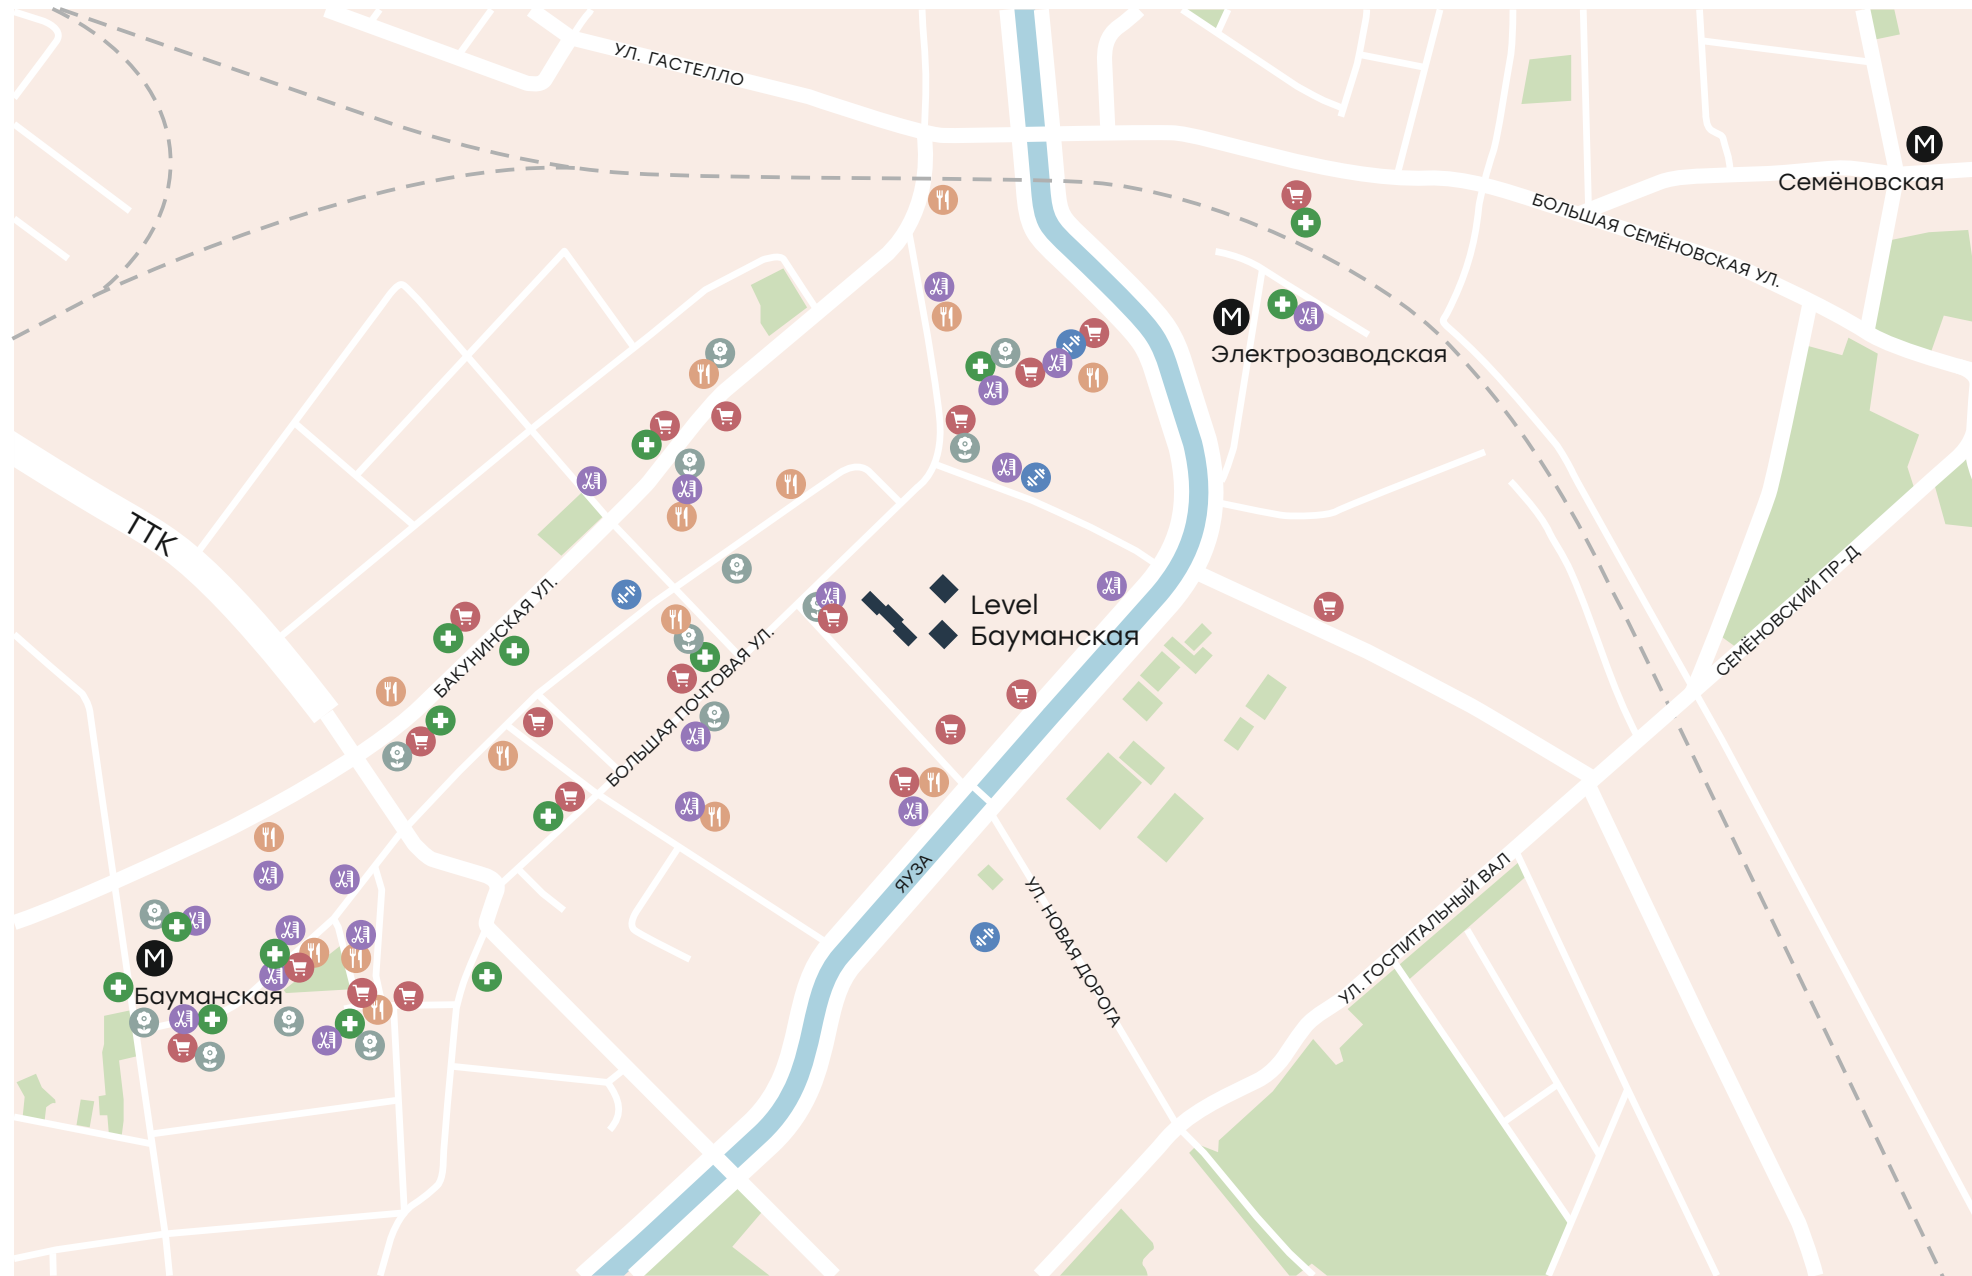 УЛ. ГАСТЕЛЛО
М
Семёновская
БОЛЬШАЯ СЕМЁНОВСКАЯ УЛ.
М
Электрозаводская
ТТК
БАКУНИНСКАЯ УЛ.
Level
Бауманская
БОЛЬШАЯ ПОЧТОВАЯ УЛ.
СЕМЁНОВСКИЙ ПР-Д
ЯУЗА
УЛ. НОВАЯ ДОРОГА
УЛ. ГОСПИТАЛЬНЫЙ ВАЛ
М
Бауманская